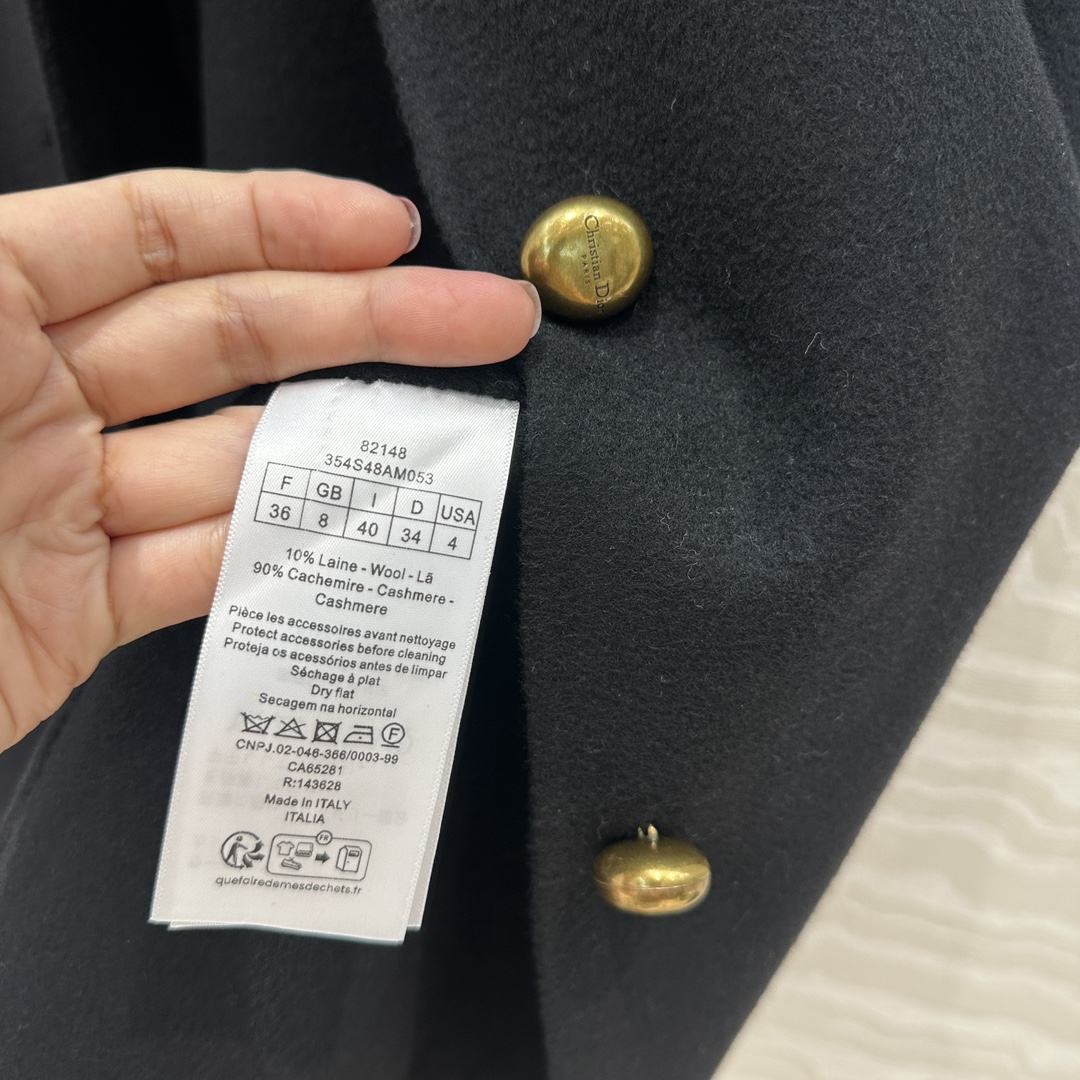 Christian Dior
PARIS
82148
354S48AM053
F GB I D USA
36 8 40 34 4
10% Laine - Wool - Lã
90% Cachemire - Cashmere -
Cashmere
Pièce les accessoires avant nettoyage
Protect accessories before cleaning
Proteja os acessórios antes de limpar
Séchage à plat
Dry flat
Secagem na horizontal
F
CNPJ.02-046-366/0003-99
CA65281
R:143628
Made in ITALY
ITALIA
FR
quefairedemesdechets.fr